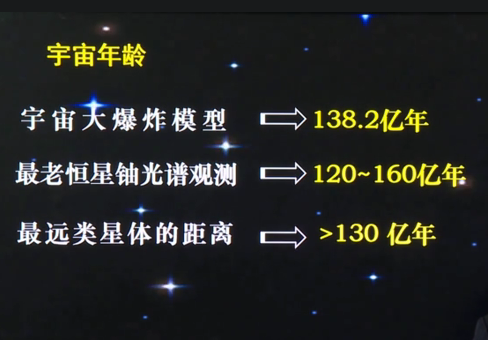 宇宙年龄
宇宙大爆炸模型 ⇨ 138.2亿年
最老恒星铀光谱观测 ⇨ 120~160亿年
最远类星体的距离 ⇨ >130 亿年